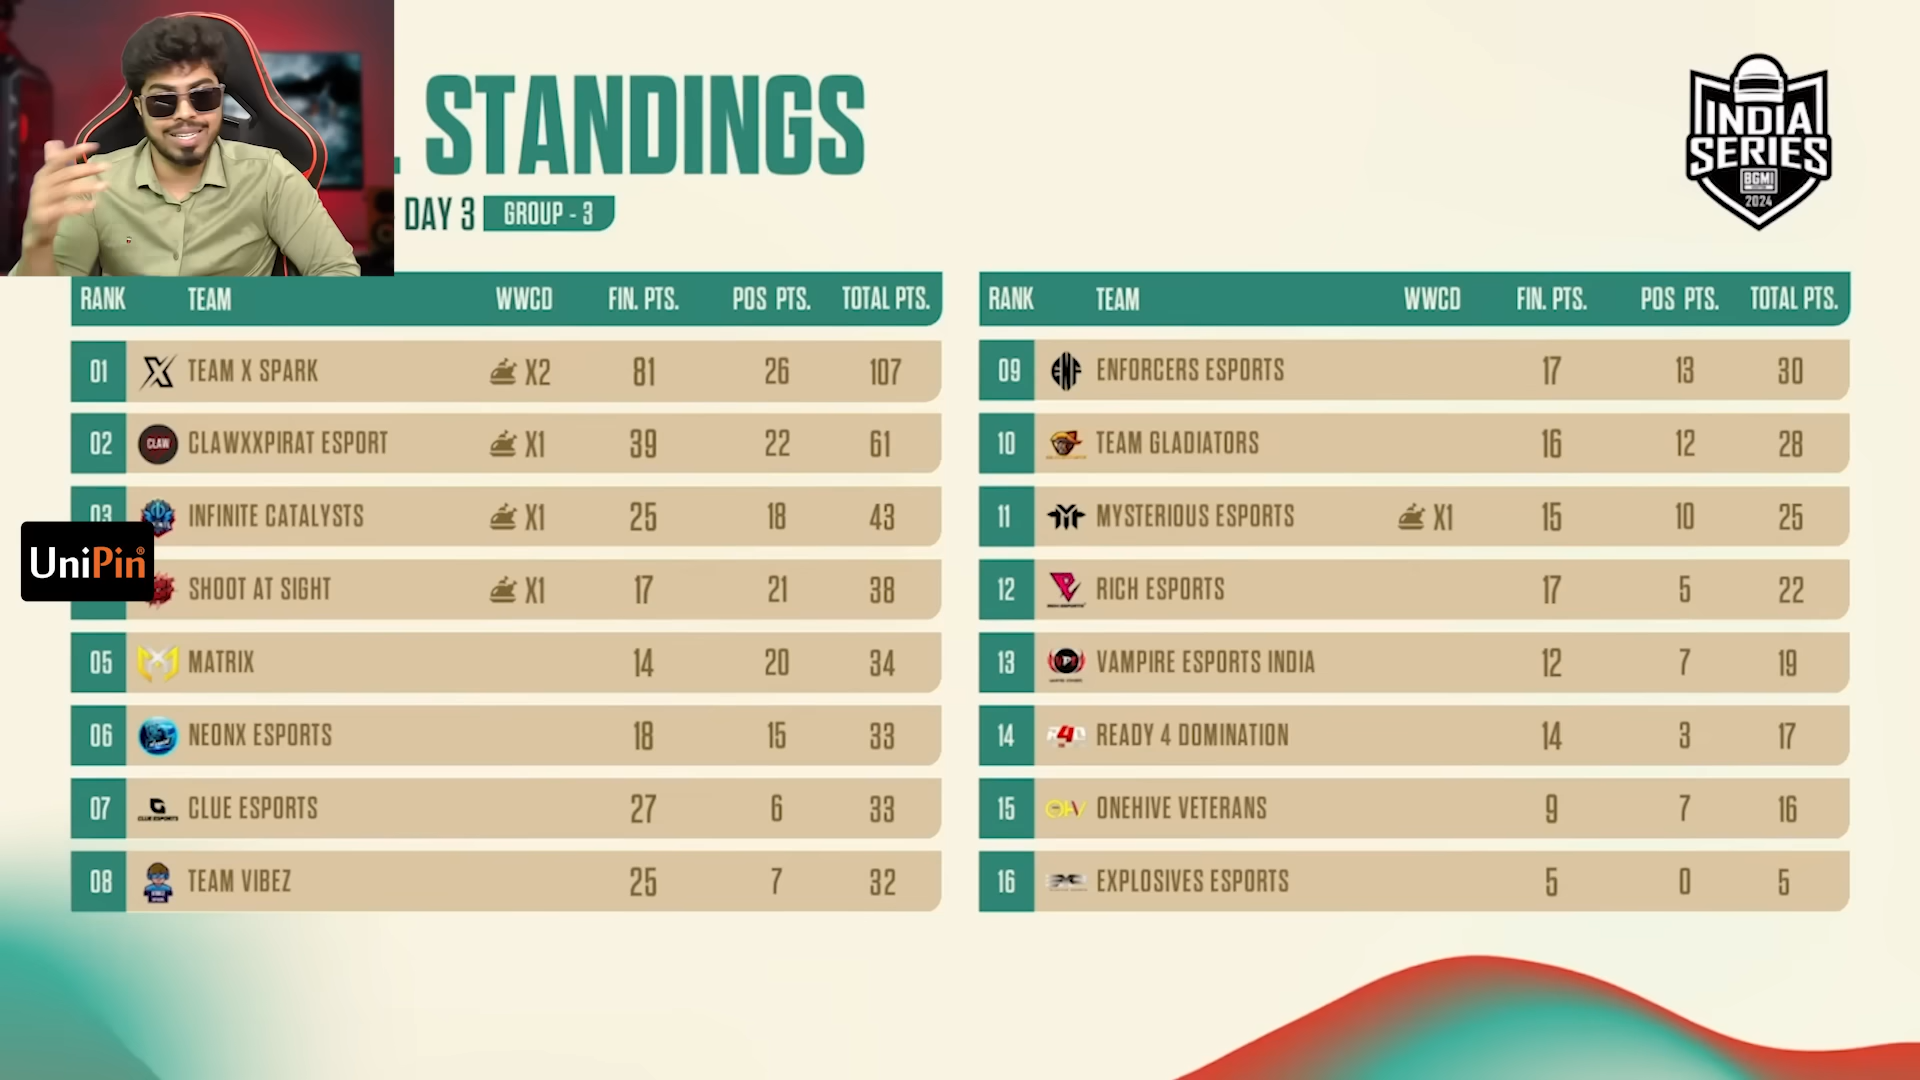 STANDINGS
DAY 3 GROUP - 3
INDIA
SERIES
BGMI
2024
RANK TEAM WWCD FIN. PTS. POS PTS. TOTAL PTS.
01 TEAM X SPARK X2 81 26 107
02 CLAW CLAWXXPIRAT ESPORT X1 39 22 61
03 INFINITE CATALYSTS X1 25 18 43
UniPin®
SHOOT AT SIGHT X1 17 21 38
05 MATRIX 14 20 34
06 NEONX ESPORTS 18 15 33
07 CLUE ESPORTS CLUE ESPORTS 27 6 33
08 TEAM VIBEZ 25 7 32
RANK TEAM WWCD FIN. PTS. POS PTS. TOTAL PTS.
09 ENF ENFORCERS ESPORTS 17 13 30
10 TEAM GLADIATORS 16 12 28
11 MYSTERIOUS ESPORTS X1 15 10 25
12 RICH ESPORTS 17 5 22
13 VAMPIRE ESPORTS INDIA 12 7 19
14 R4D READY 4 DOMINATION 14 3 17
15 OHV ONEHIVE VETERANS 9 7 16
16 EXPLOSIVES ESPORTS 5 0 5